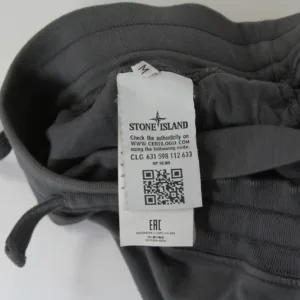 M
STONE ISLAND
Check the authenticity on
WWW.CERTILOGO.COM
using the following code:
CLG 631 598 112 633
EAC